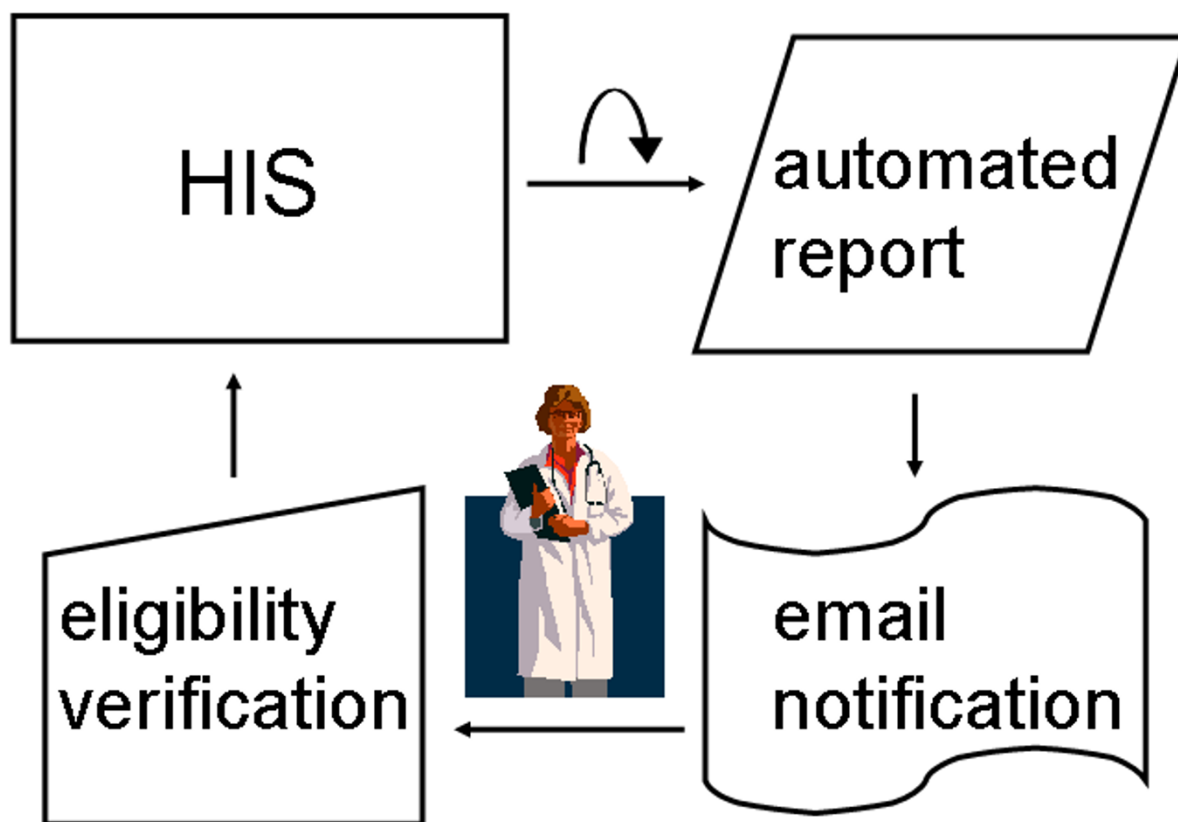 HIS
automated
report
eligibility
verification
email
notification